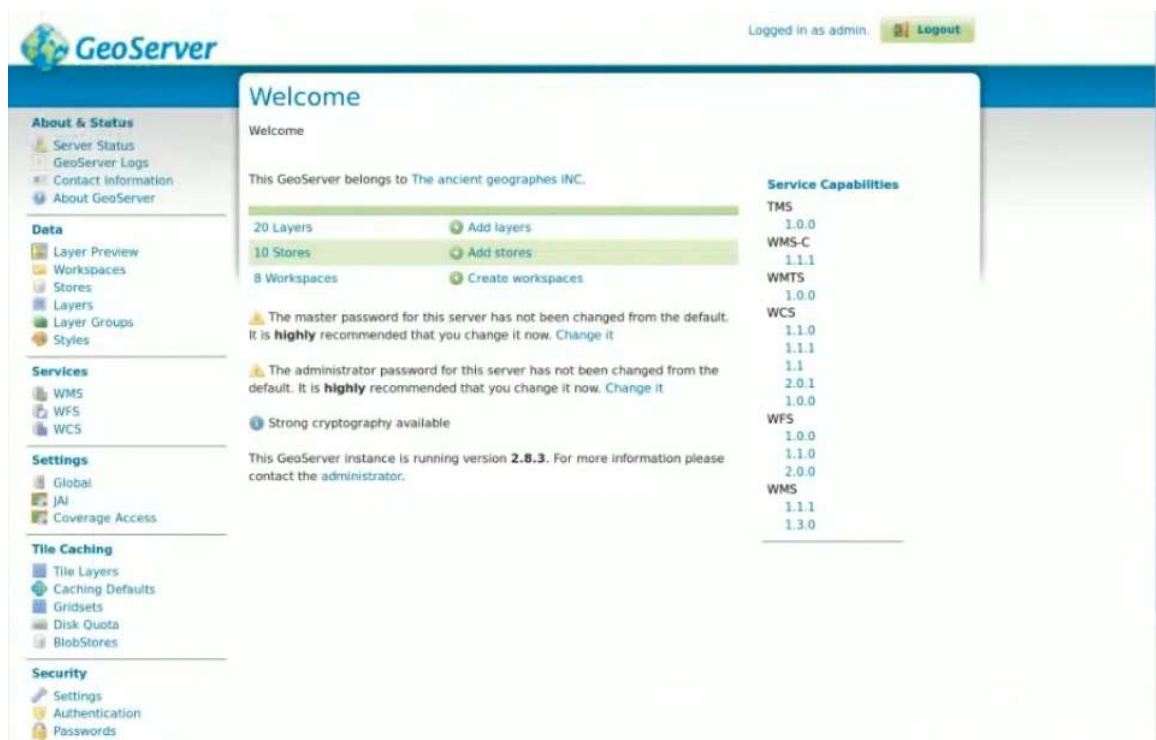 GeoServer
Logged in as admin.
Logout
About & Status
Server Status
GeoServer Logs
Contact Information
About GeoServer
Data
Layer Preview
Workspaces
Stores
Layers
Layer Groups
Styles
Services
WMS
WFS
WCS
Settings
Global
JAI
Coverage Access
Tile Caching
Tile Layers
Caching Defaults
Gridsets
Disk Quota
BlobStores
Security
Settings
Authentication
Passwords
Welcome
Welcome
This GeoServer belongs to The ancient geographes INC.
20 Layers Add layers
10 Stores Add stores
8 Workspaces Create workspaces
The master password for this server has not been changed from the default.
It is highly recommended that you change it now. Change it
The administrator password for this server has not been changed from the
default. It is highly recommended that you change it now. Change it
Strong cryptography available
This GeoServer instance is running version 2.8.3. For more information please
contact the administrator.
Service Capabilities
TMS
1.0.0
WMS-C
1.1.1
WMTS
1.0.0
WCS
1.1.0
1.1.1
1.1
2.0.1
1.0.0
WFS
1.0.0
1.1.0
2.0.0
WMS
1.1.1
1.3.0